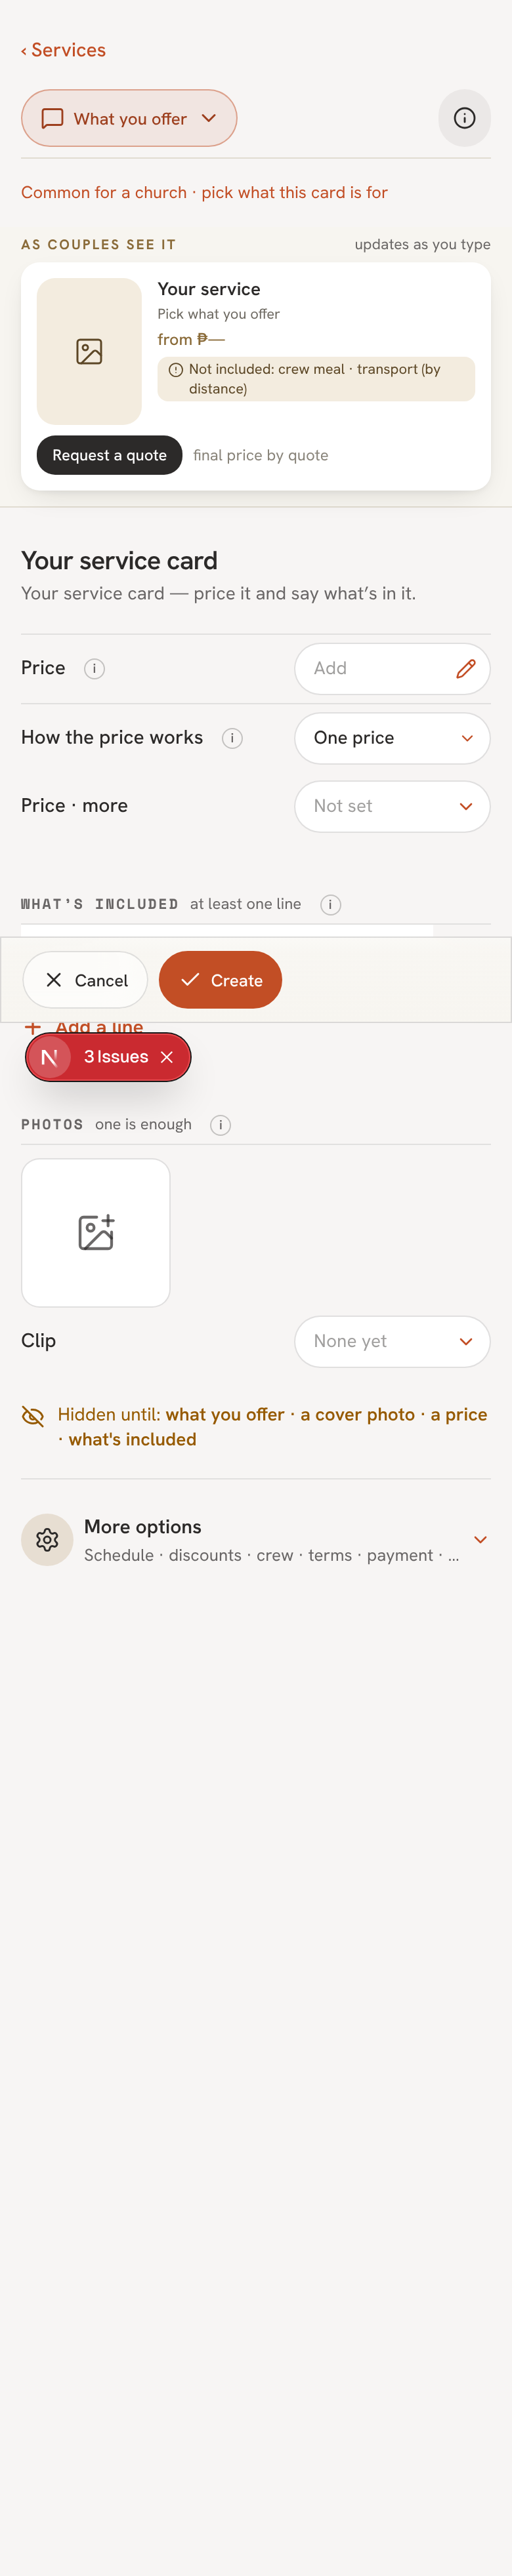 ‹ Services
What you offer
Common for a church · pick what this card is for
AS COUPLES SEE IT
updates as you type
Your service
Pick what you offer
from ₱—
Not included: crew meal · transport (by
distance)
Request a quote
final price by quote
Your service card
Your service card — price it and say what’s in it.
Price
Add
How the price works
One price
Price · more
Not set
WHAT'S INCLUDED at least one line
Cancel
Create
+ Add a line
N 3 Issues
PHOTOS one is enough
Clip
None yet
Hidden until: what you offer · a cover photo · a price
· what's included
More options
Schedule · discounts · crew · terms · payment · ...